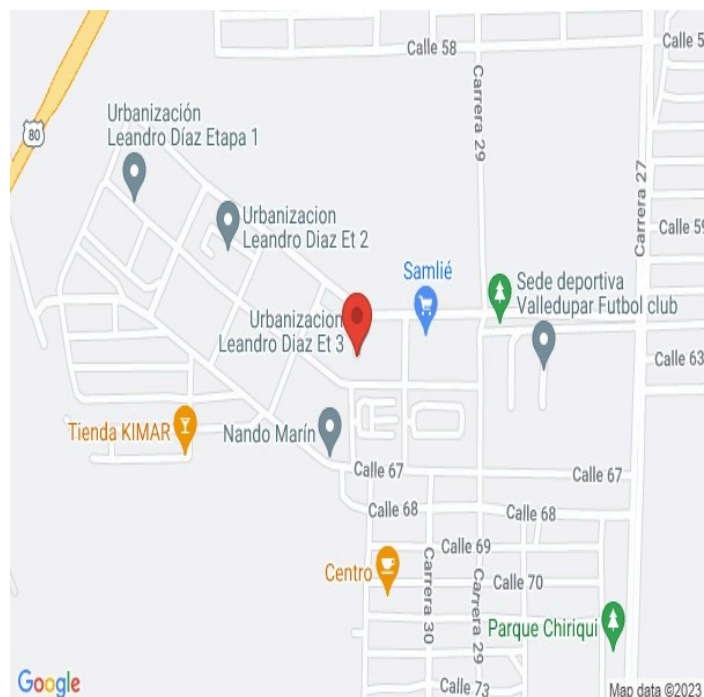 Calle 58
Calle 5
Carrera 29
80
Urbanización
Leandro Díaz Etapa 1
Carrera 27
Urbanizacion
Leandro Diaz Et 2
Calle 59
Samlié
Sede deportiva
Valledupar Futbol club
Urbanizacion
Leandro Diaz Et 3
Calle 63
Tienda KIMAR
Nando Marín
Calle 67
Calle 67
Calle 68
Calle 68
Calle 69
Centro
Calle 70
Carrera 30
Carrera 29
Parque Chiriqui
Calle 73
Google
Map data ©2023